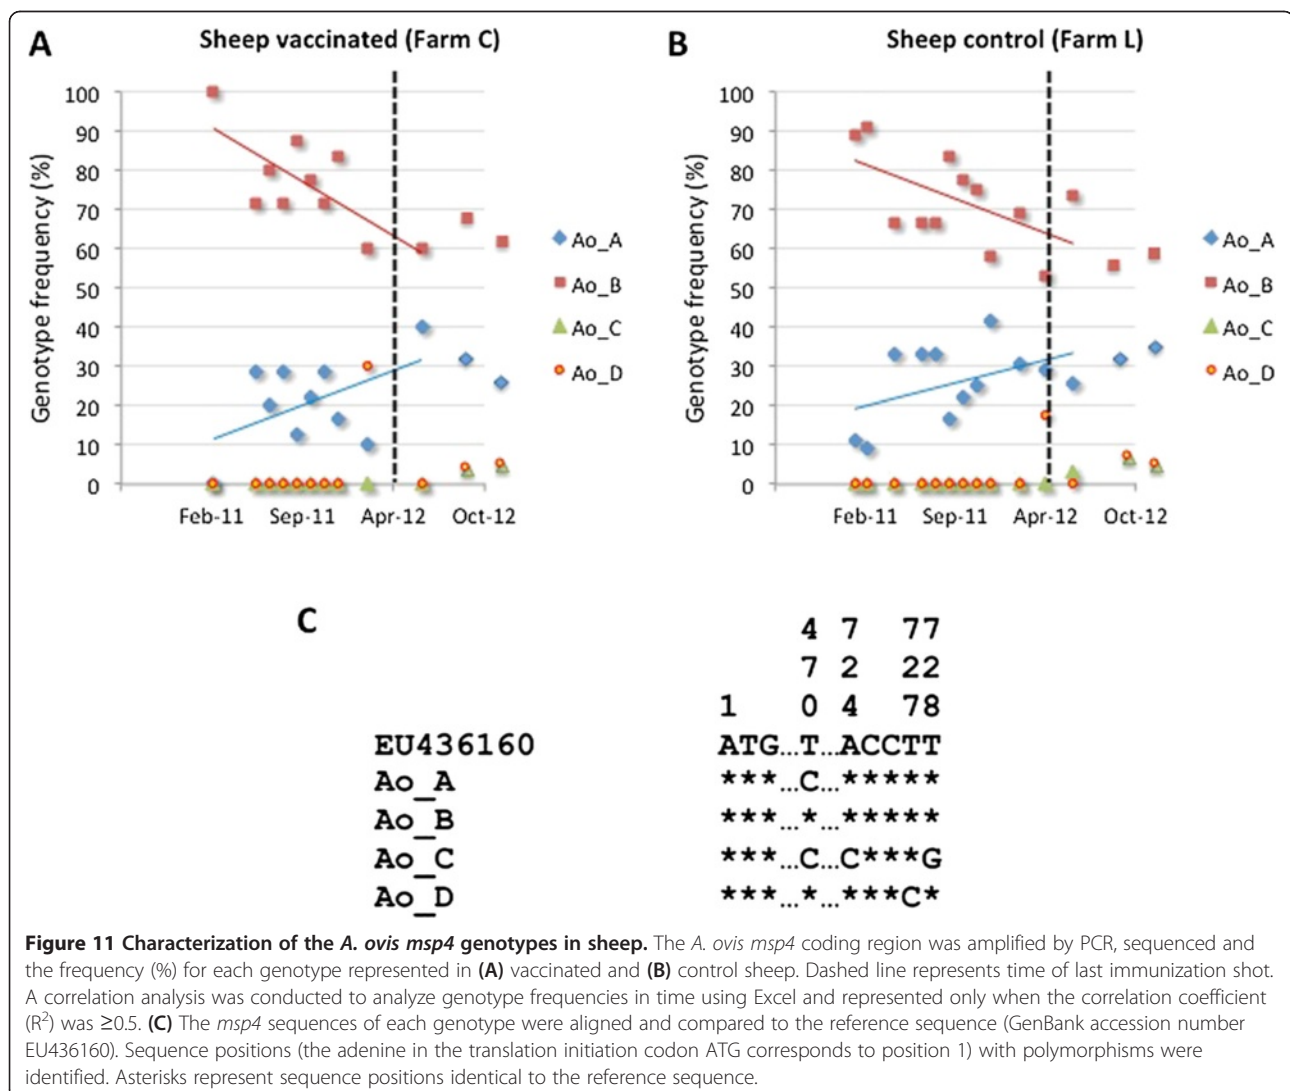 A
Sheep vaccinated (Farm C)
Genotype frequency (%)
100
90
80
70
60
50
40
30
20
10
0
Feb-11 Sep-11 Apr-12 Oct-12
Ao_A
Ao_B
Ao_C
Ao_D
B
Sheep control (Farm L)
Genotype frequency (%)
100
90
80
70
60
50
40
30
20
10
0
Feb-11 Sep-11 Apr-12 Oct-12
Ao_A
Ao_B
Ao_C
Ao_D
C
4 7 77
7 2 22
1 0 4 78
EU436160 ATG...T...ACCTT
Ao_A ***...C...*****
Ao_B ***...*...*****
Ao_C ***...C...C***G
Ao_D ***...*...***C*
Figure 11 Characterization of the A. ovis msp4 genotypes in sheep. The A. ovis msp4 coding region was amplified by PCR, sequenced and
the frequency (%) for each genotype represented in (A) vaccinated and (B) control sheep. Dashed line represents time of last immunization shot.
A correlation analysis was conducted to analyze genotype frequencies in time using Excel and represented only when the correlation coefficient
(R²) was ≥0.5. (C) The msp4 sequences of each genotype were aligned and compared to the reference sequence (GenBank accession number
EU436160). Sequence positions (the adenine in the translation initiation codon ATG corresponds to position 1) with polymorphisms were
identified. Asterisks represent sequence positions identical to the reference sequence.